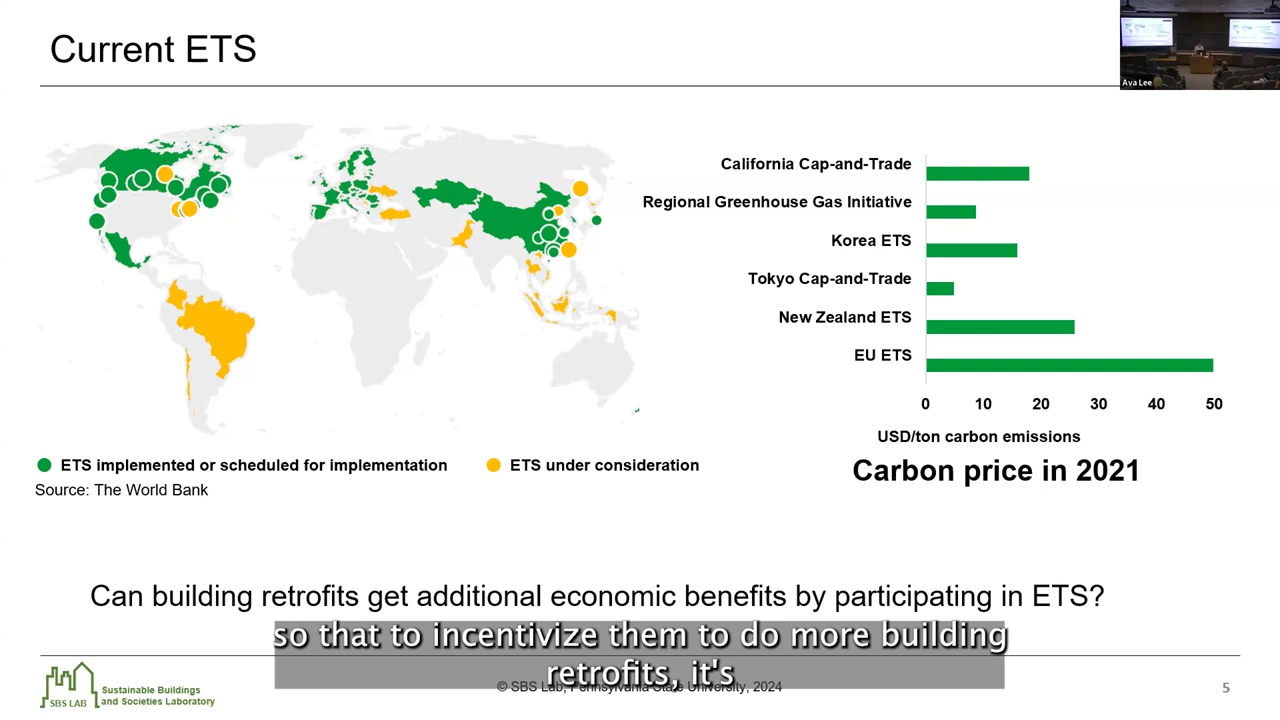 Current ETS
Ava Lee
California Cap-and-Trade
Regional Greenhouse Gas Initiative
Korea ETS
Tokyo Cap-and-Trade
New Zealand ETS
EU ETS
0 10 20 30 40 50
USD/ton carbon emissions
Carbon price in 2021
ETS implemented or scheduled for implementation
ETS under consideration
Source: The World Bank
Can building retrofits get additional economic benefits by participating in ETS?
so that to incentivize them to do more building
retrofits, it's
SBS LAB
Sustainable Buildings
and Societies Laboratory
© SBS Lab, Pennsylvania State University, 2024
5